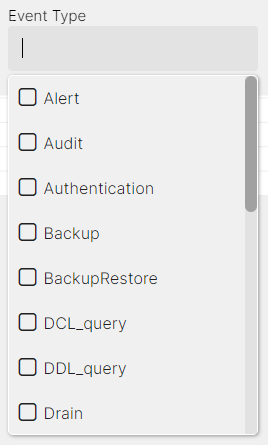 Event Type
Alert
Audit
Authentication
Backup
BackupRestore
DCL_query
DDL_query
Drain